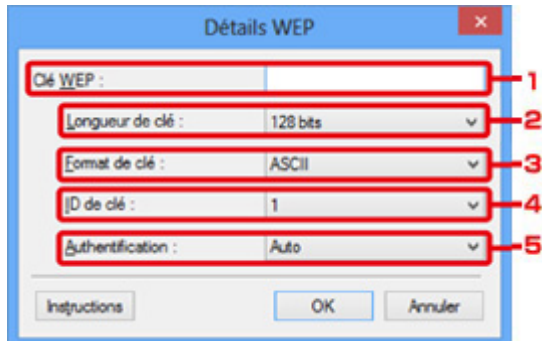 Détails WEP
Clé WEP :
1
Longueur de clé : 128 bits
2
Format de clé : ASCII
3
ID de clé : 1
4
Authentification : Auto
5
Instructions OK Annuler